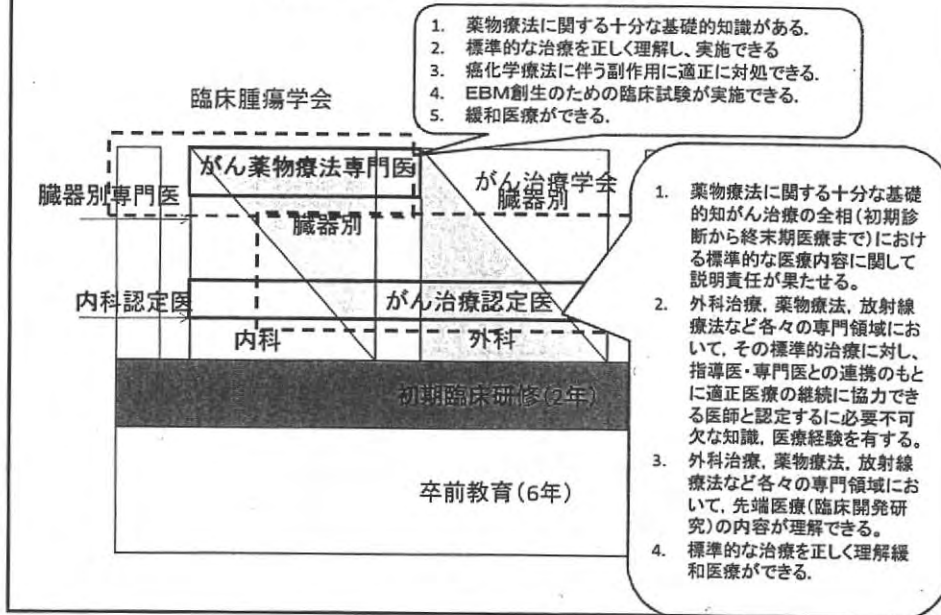 1. 薬物療法に関する十分な基礎的知識がある.
2. 標準的な治療を正しく理解し、実施できる
3. 癌化学療法に伴う副作用に適正に対処できる.
4. EBM創生のための臨床試験が実施できる.
5. 緩和医療ができる.
臨床腫瘍学会
がん薬物療法専門医
がん治療学会
臓器別専門医
臓器別
臓器別
内科認定医
がん治療認定医
内科
外科
初期臨床研修(2年)
卒前教育(6年)
1. 薬物療法に関する十分な基礎
的知がん治療の全相(初期診
断から終末期医療まで)におけ
る標準的な医療内容に関して
説明責任が果たせる。
2. 外科治療, 薬物療法, 放射線
療法など各々の専門領域にお
いて, その標準的治療に対し、
指導医・専門医との連携のもと
に適正医療の継続に協力でき
る医師と認定するに必要不可
欠な知識, 医療経験を有する。
3. 外科治療, 薬物療法, 放射線
療法など各々の専門領域にお
いて, 先端医療(臨床開発研
究)の内容が理解できる。
4. 標準的な治療を正しく理解緩
和医療ができる.